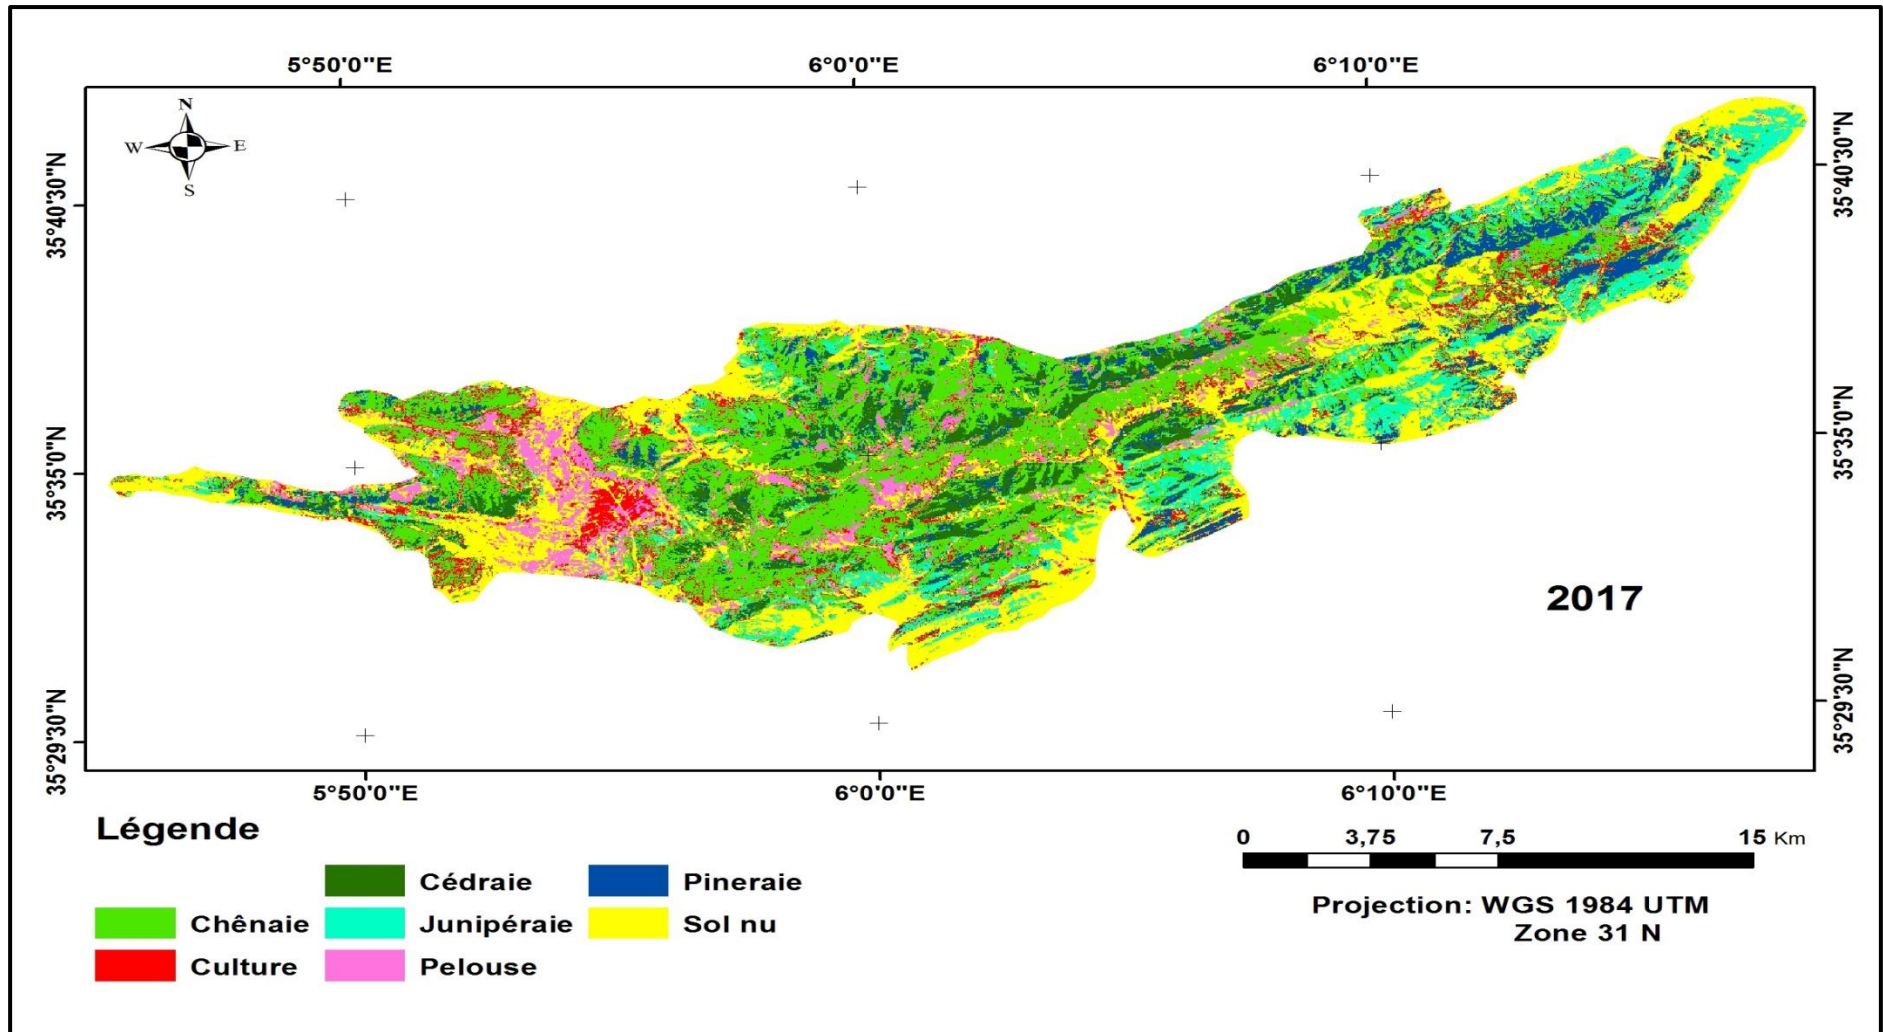 5°50'0"E 6°0'0"E 6°10'0"E
N
W E
S
35°40'30"N 35°40'30"N
35°5'0"N 35°5'0"N
2017
35°29'30"N 35°29'30"N
5°50'0"E 6°0'0"E 6°10'0"E
Légende
0 3,75 7,5 15 Km
Cédraie Pineraie
Chênaie Junipéraie Sol nu
Culture Pelouse
Projection: WGS 1984 UTM
Zone 31 N